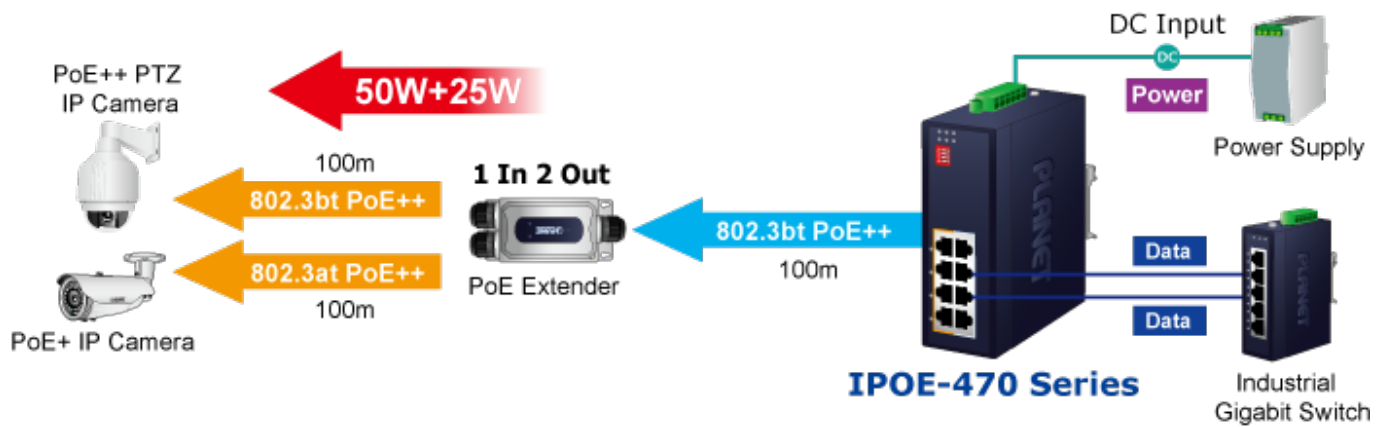 PoE++ PTZ
IP Camera
50W+25W
100m
802.3bt PoE++
802.3at PoE++
100m
PoE+ IP Camera
1 In 2 Out
PoE Extender
802.3bt PoE++
100m
PLANET
IPOE-470 Series
DC Input
DC
Power
Power Supply
Data
Data
PLANET
Industrial
Gigabit Switch